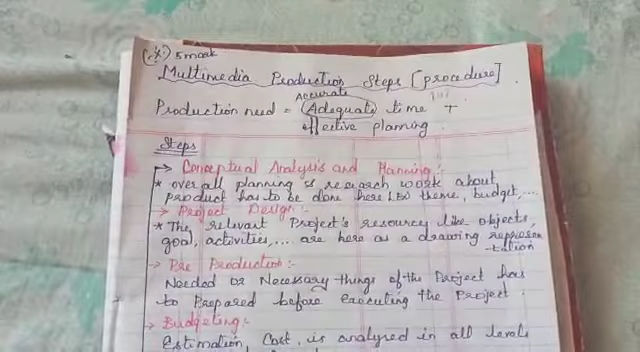 (*) 5 mark
Multimedia Production Steps [procedure]
Accurate
Production need = (Adequate) time +
effective planning.
Steps
→ Conceptual Analysis and Planning:-
* over all planning & research work about
product has to be done here theme, budget,....
→ Project Design:-
* The relevant Project's resources like objects,
goal, activities,.... are here as a drawing represen
-tation
→ Pre Production:-
Needed or Necessary things of the Project has
to Prepared before executing the Project.
→ Budgeting:-
Estimation, Cost, is analysed in all levels